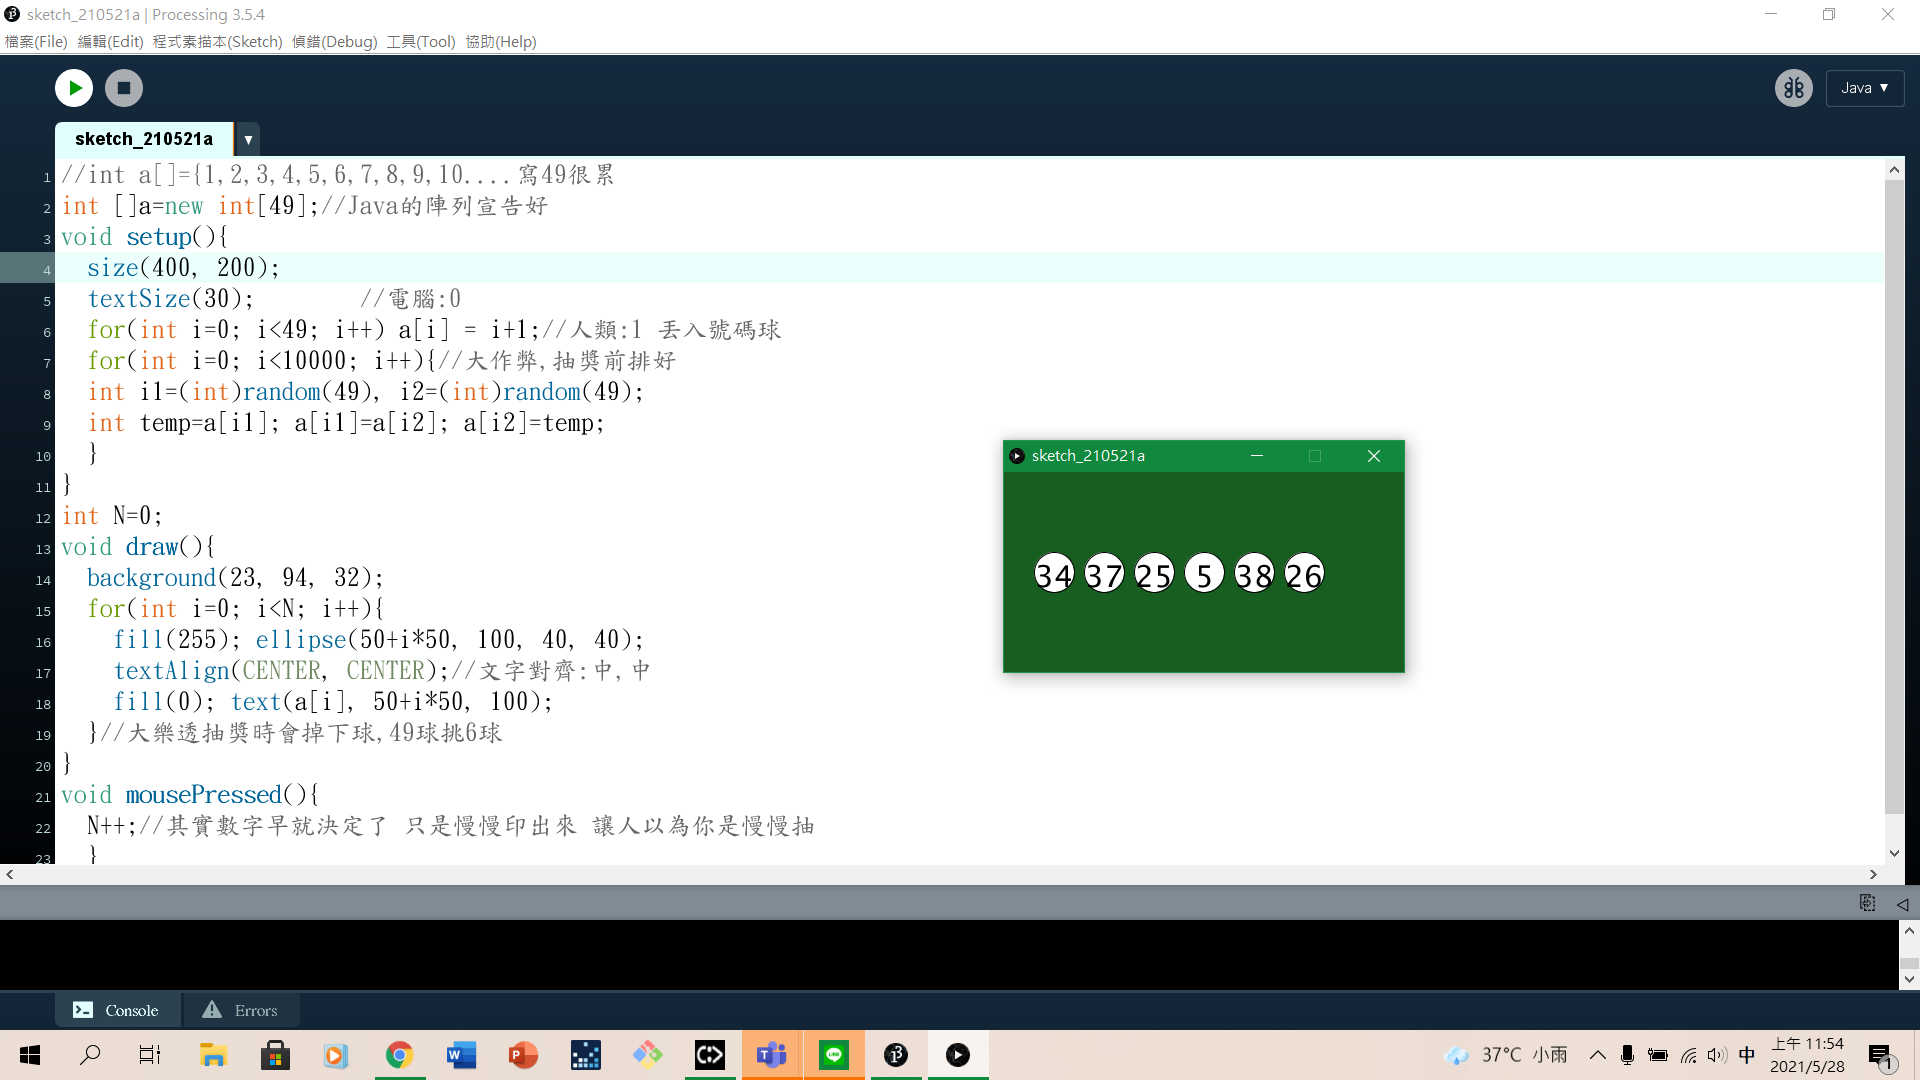 sketch_210521a | Processing 3.5.4
檔案(File) 編輯(Edit) 程式素描本(Sketch) 偵錯(Debug) 工具(Tool) 協助(Help)
Java ▼
sketch_210521a ▼
1 //int a[]={1,2,3,4,5,6,7,8,9,10....寫49很累
2 int []a=new int[49];//Java的陣列宣告好
3 void setup(){
4   size(400, 200);
5   textSize(30);        //電腦:0
6   for(int i=0; i<49; i++) a[i] = i+1;//人類:1 丟入號碼球
7   for(int i=0; i<10000; i++){//大作弊,抽獎前排好
8   int i1=(int)random(49), i2=(int)random(49);
9   int temp=a[i1]; a[i1]=a[i2]; a[i2]=temp;
10   }
11 }
12 int N=0;
13 void draw(){
14   background(23, 94, 32);
15   for(int i=0; i<N; i++){
16     fill(255); ellipse(50+i*50, 100, 40, 40);
17     textAlign(CENTER, CENTER);//文字對齊:中,中
18     fill(0); text(a[i], 50+i*50, 100);
19   }//大樂透抽獎時會掉下球,49球挑6球
20 }
21 void mousePressed(){
22   N++;//其實數字早就決定了 只是慢慢印出來 讓人以為你是慢慢抽
23   }
sketch_210521a
34 37 25 5 38 26
Console
Errors
37°C 小雨
中
上午 11:54
2021/5/28
1